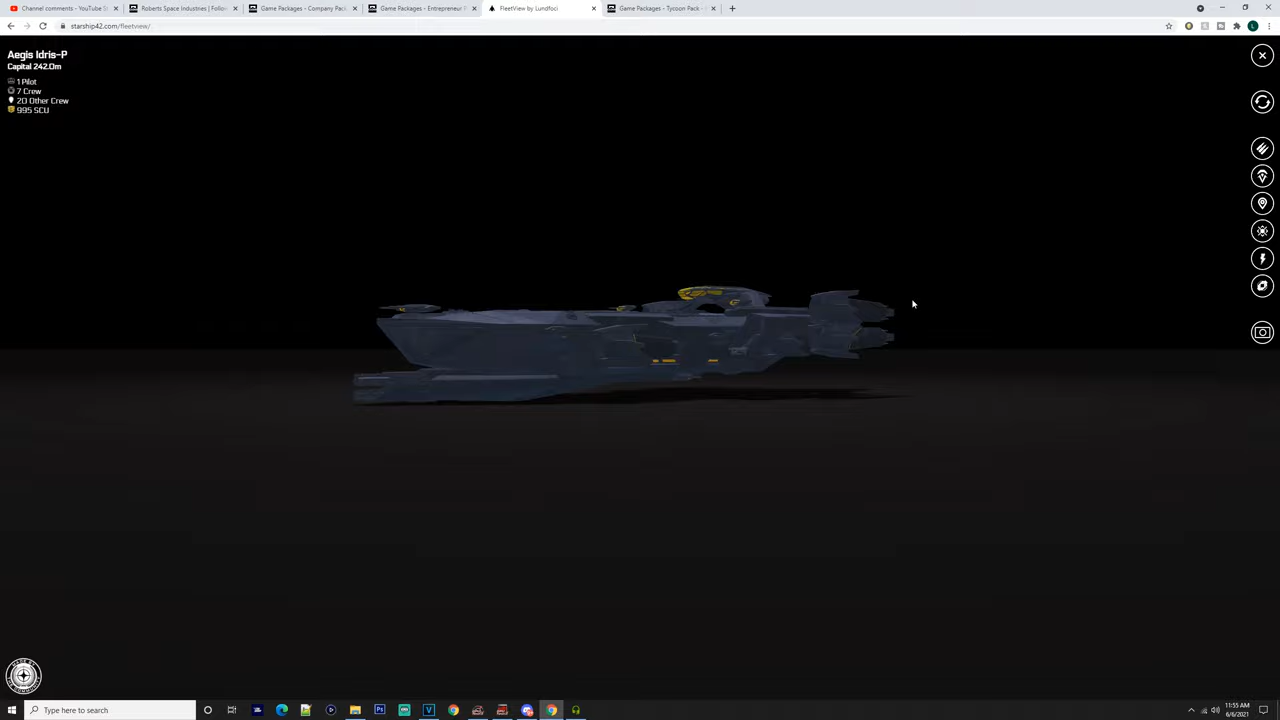 Channel comments - YouTube St
Roberts Space Industries | Follow
Game Packages - Company Pack
Game Packages - Entrepreneur P
FleetView by Lundfoci
Game Packages - Tycoon Pack -
starship42.com/fleetview/
Aegis Idris-P
Capital 242.0m
1 Pilot
7 Crew
20 Other Crew
995 SCU
Type here to search
11:55 AM
6/6/2021